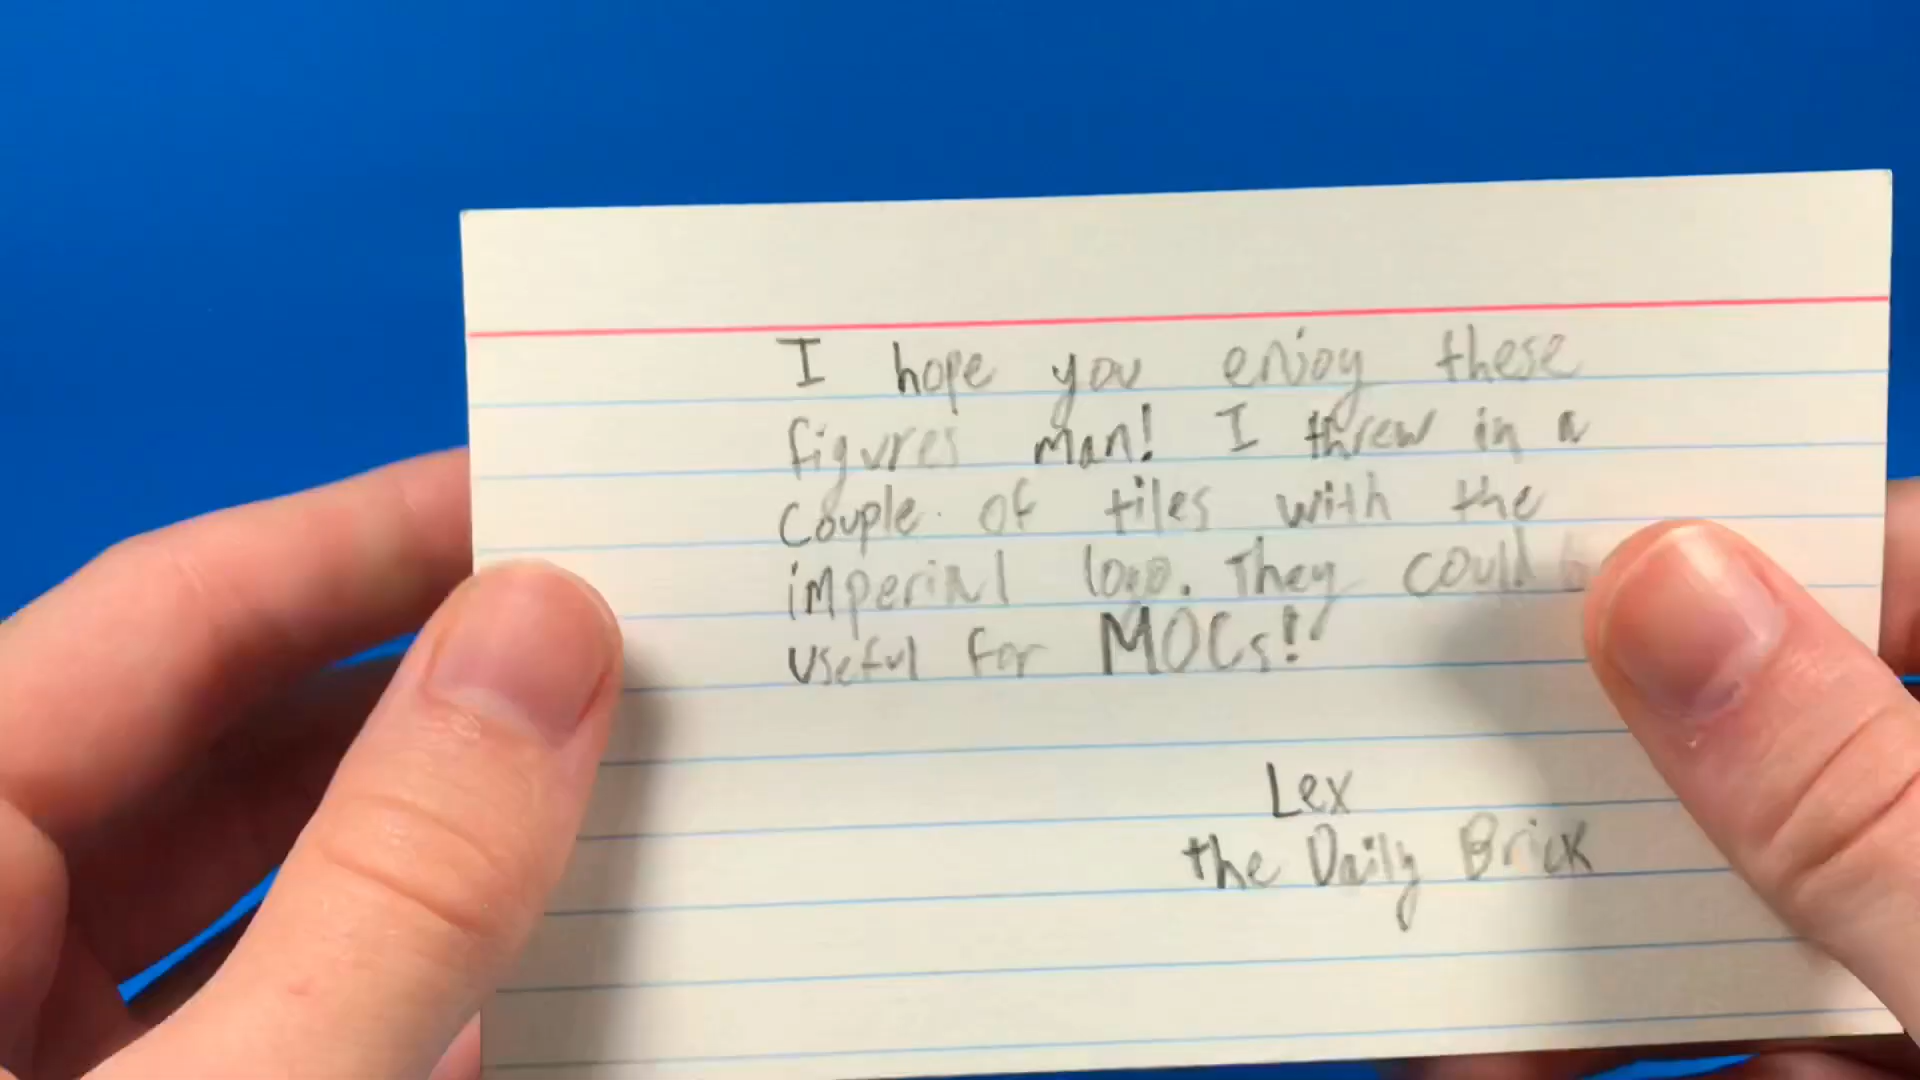 I hope you enjoy these
figures man! I threw in a
couple of tiles with the
imperial logo. They could
useful for MOCs!
Lex
the Daily Brick